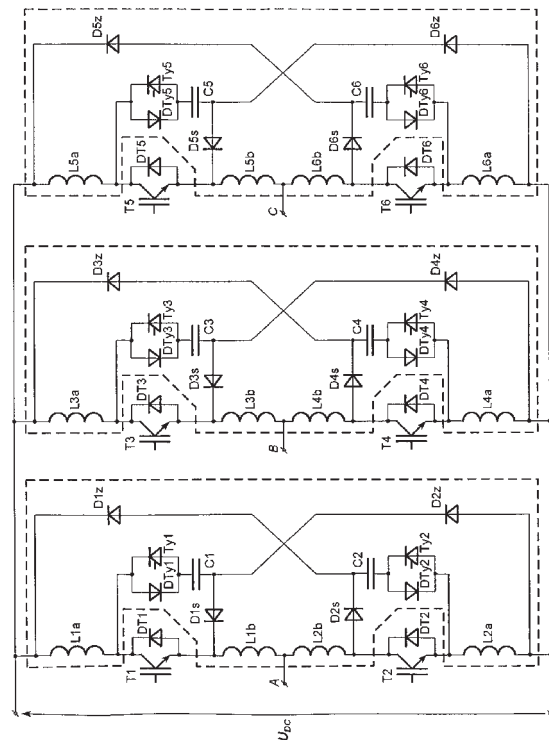 D5z
L5a
DTy5
Ty5
DT5
T5
C5
D5s
L5b
C
L6b
D6s
C6
DTy6
Ty6
DT6
T6
L6a
D6z
D3z
L3a
DTy3
Ty3
DT3
T3
C3
D3s
L3b
B
L4b
D4s
C4
DTy4
Ty4
DT4
T4
L4a
D4z
D1z
L1a
DTy1
Ty1
DT1
T1
C1
D1s
L1b
A
L2b
D2s
C2
DTy2
Ty2
DT2
T2
L2a
D2z
UDC